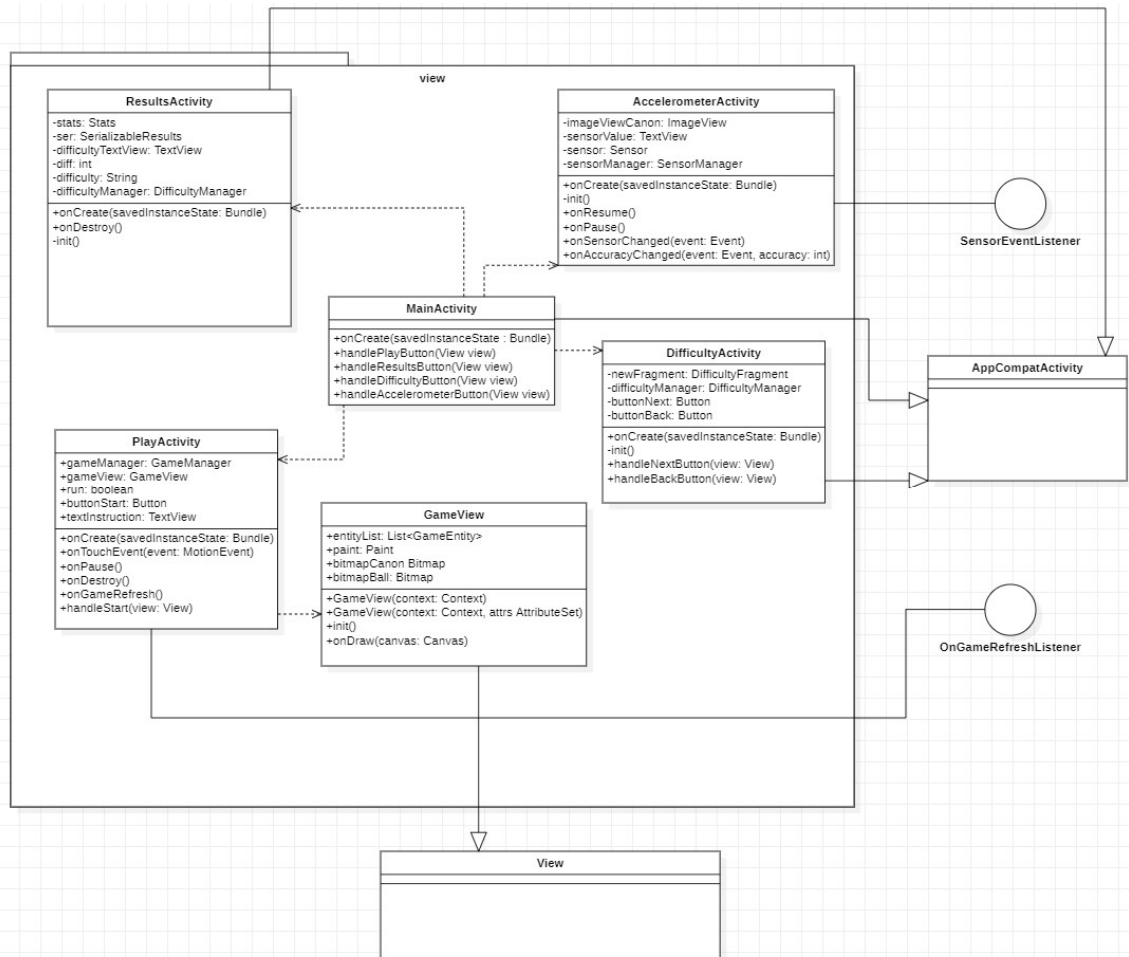 view
ResultsActivity
-stats: Stats
-ser: SerializableResults
-difficultyTextView: TextView
-diff: int
-difficulty: String
-difficultyManager: DifficultyManager
+onCreate(savedInstanceState: Bundle)
+onDestroy()
-init()
AccelerometerActivity
-imageViewCanon: ImageView
-sensorValue: TextView
-sensor: Sensor
-sensorManager: SensorManager
+onCreate(savedInstanceState: Bundle)
-init()
+onResume()
+onPause()
+onSensorChanged(event: Event)
+onAccuracyChanged(event: Event, accuracy: int)
SensorEventListener
MainActivity
+onCreate(savedInstanceState : Bundle)
+handlePlayButton(View view)
+handleResultsButton(View view)
+handleDifficultyButton(View view)
+handleAccelerometerButton(View view)
DifficultyActivity
-newFragment: DifficultyFragment
-difficultyManager: DifficultyManager
-buttonNext: Button
-buttonBack: Button
+onCreate(savedInstanceState: Bundle)
-init()
+handleNextButton(view: View)
+handleBackButton(view: View)
AppCompatActivity
PlayActivity
+gameManager: GameManager
+gameView: GameView
+run: boolean
+buttonStart: Button
+textInstruction: TextView
+onCreate(savedInstanceState: Bundle)
+onTouchEvent(event: MotionEvent)
+onPause()
+onDestroy()
+onGameRefresh()
+handleStart(view: View)
GameView
+entityList: List<GameEntity>
+paint: Paint
+bitmapCanon Bitmap
+bitmapBall: Bitmap
+GameView(context: Context)
+GameView(context: Context, attrs AttributeSet)
+init()
+onDraw(canvas: Canvas)
OnGameRefreshListener
View